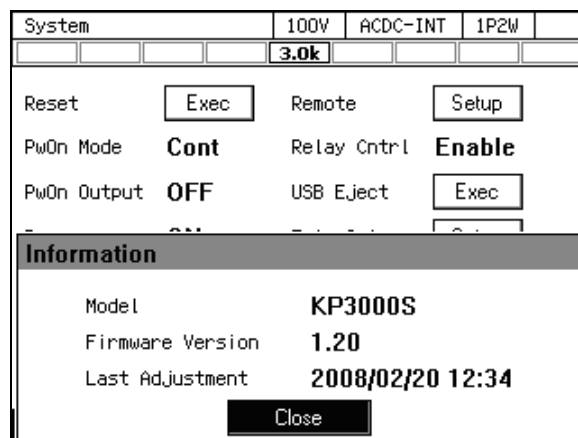 System 100V ACDC-INT 1P2W
3.0k
Reset Exec Remote Setup
PwOn Mode Cont Relay Cntrl Enable
PwOn Output OFF USB Eject Exec
Information
Model KP3000S
Firmware Version 1.20
Last Adjustment 2008/02/20 12:34
Close